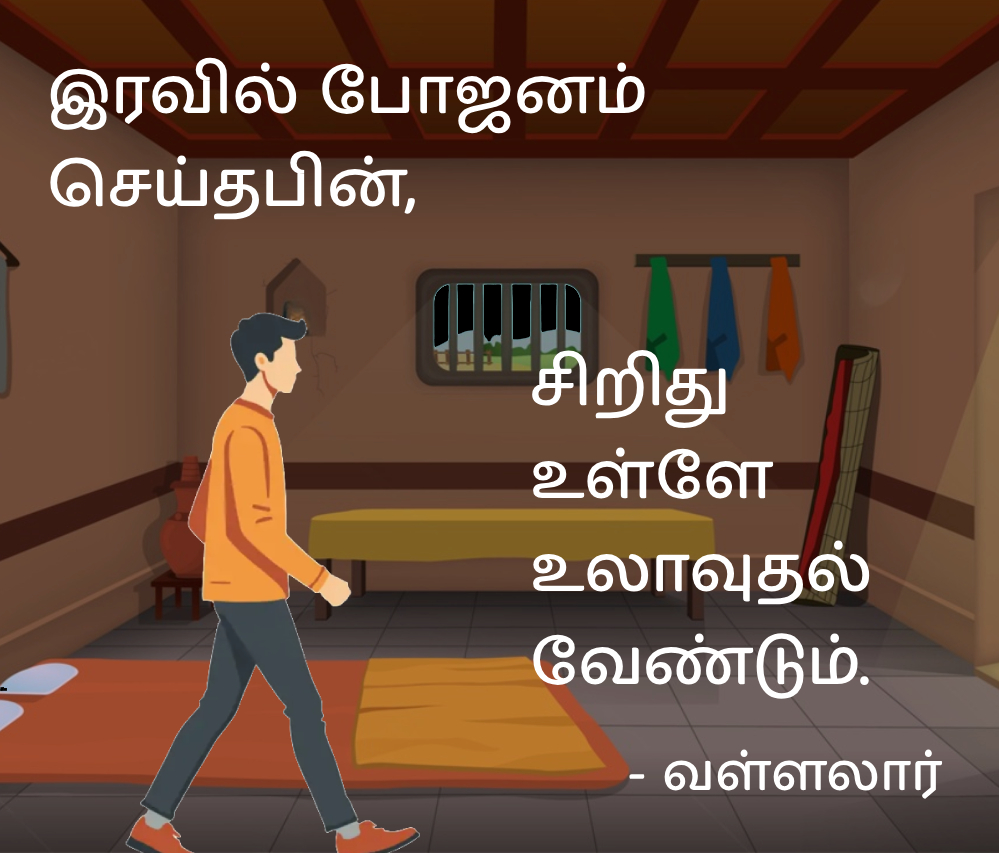 இரவில் போஜனம்
செய்தபின்,
சிறிது
உள்ளே
உலாவுதல்
வேண்டும்.
- வள்ளலார்